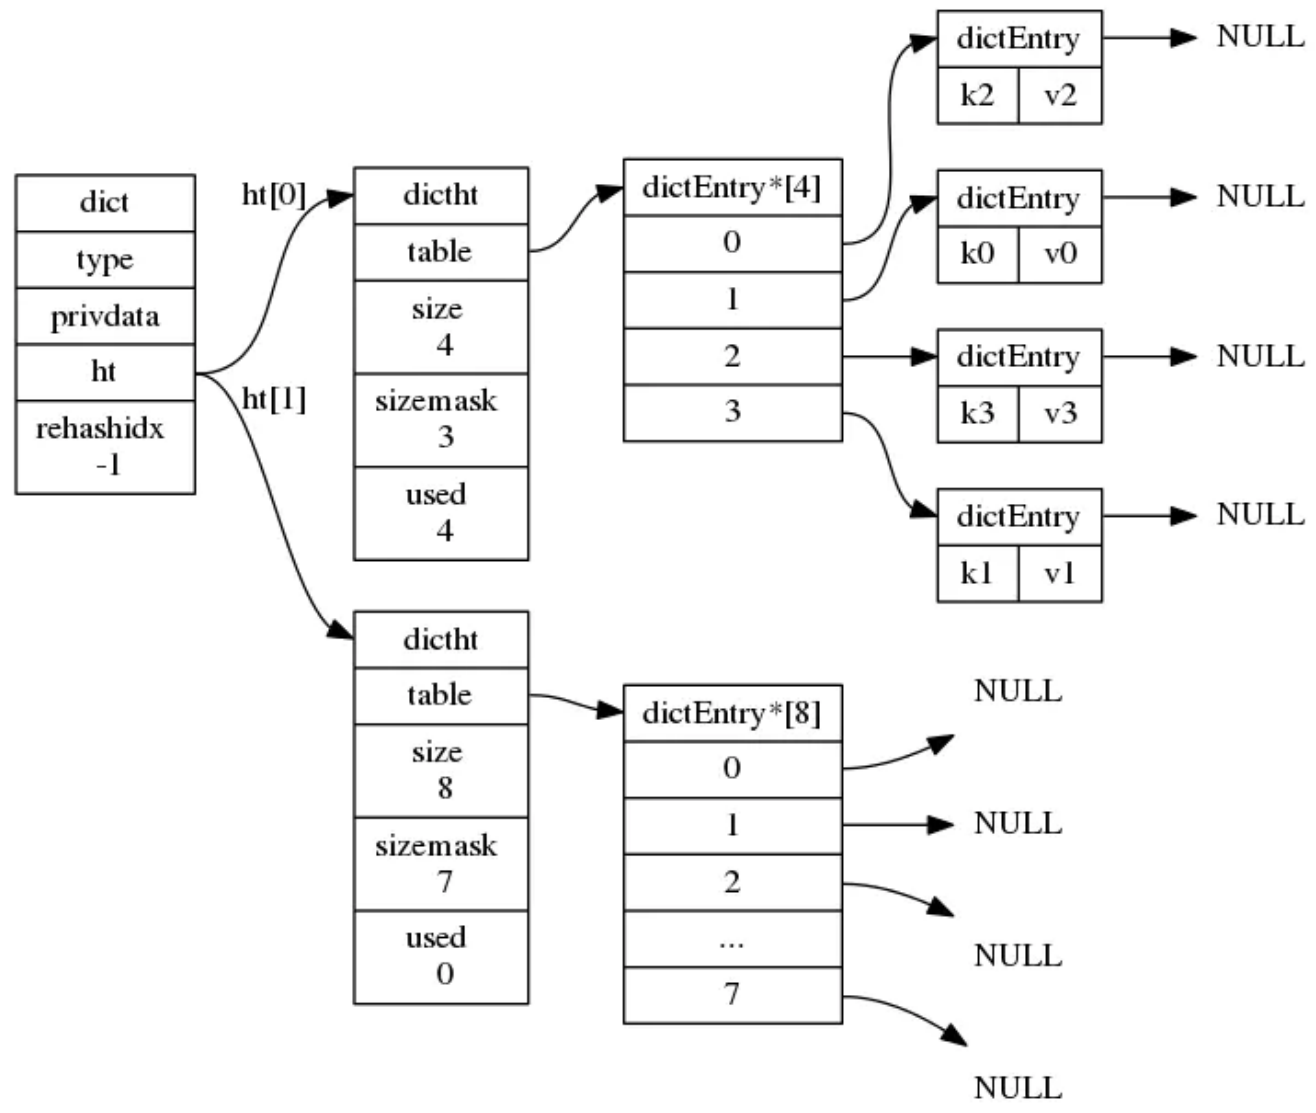 dict
type
privdata
ht
rehashidx
-1
ht[0]
ht[1]
dictht
table
size
4
sizemask
3
used
4
dictEntry*[4]
0
1
2
3
dictEntry
k2 v2
NULL
dictEntry
k0 v0
NULL
dictEntry
k3 v3
NULL
dictEntry
k1 v1
NULL
dictht
table
size
8
sizemask
7
used
0
dictEntry*[8]
0
1
2
...
7
NULL
NULL
NULL
NULL